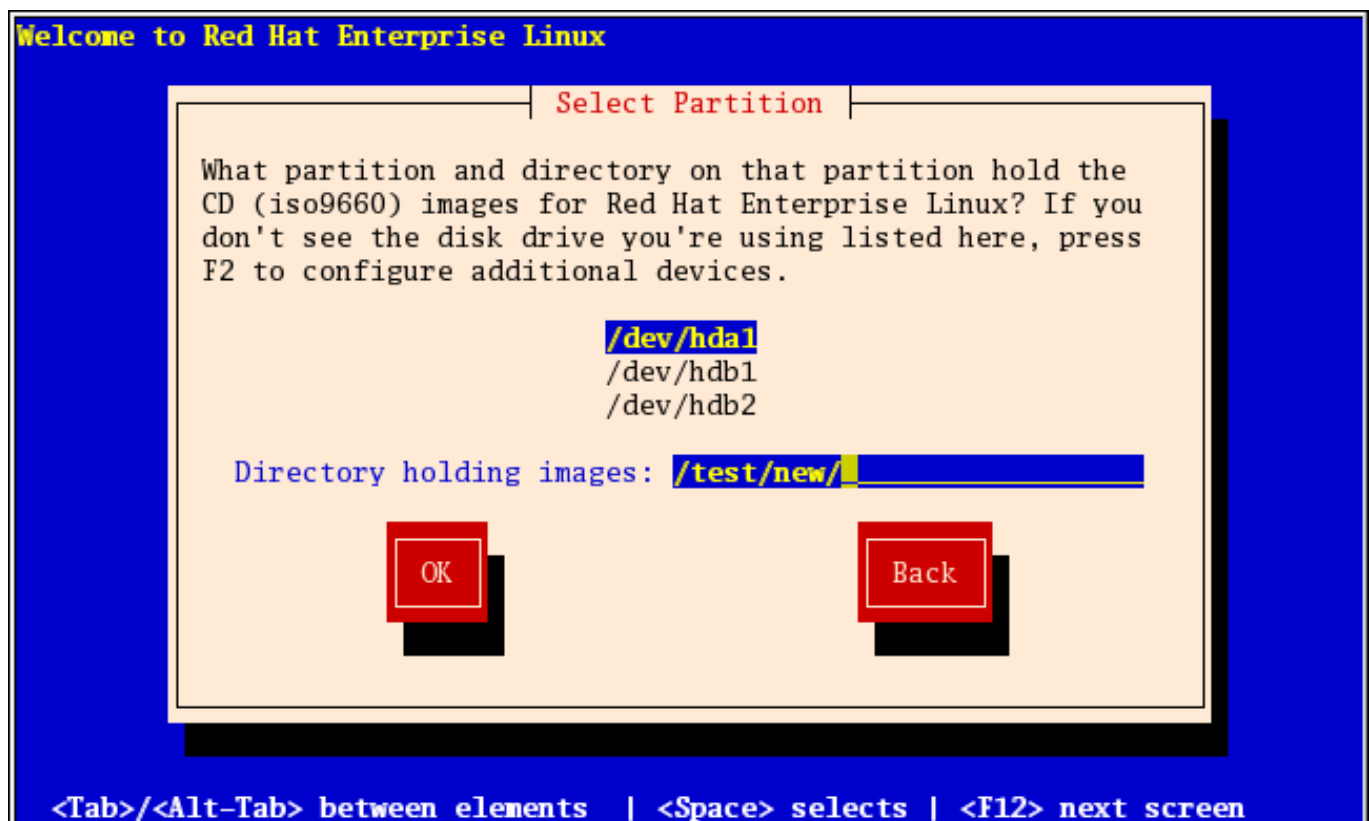 Welcome to Red Hat Enterprise Linux
Select Partition
What partition and directory on that partition hold the
CD (iso9660) images for Red Hat Enterprise Linux? If you
don't see the disk drive you're using listed here, press
F2 to configure additional devices.
/dev/hda1
/dev/hdb1
/dev/hdb2
Directory holding images: /test/new/
OK Back
<Tab>/<Alt-Tab> between elements | <Space> selects | <F12> next screen